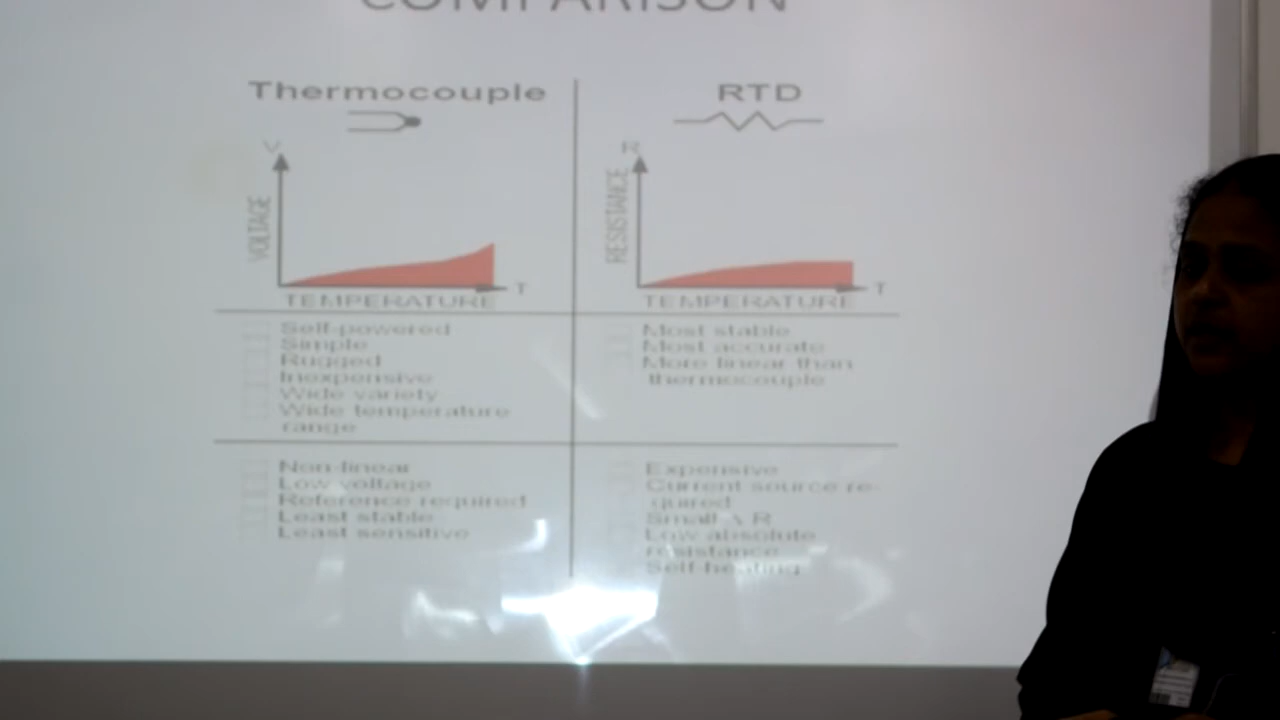 COMPARISON
Thermocouple
V
VOLTAGE
T
TEMPERATURE
Self-powered
Simple
Rugged
Inexpensive
Wide variety
Wide temperature
range
Non-linear
Low voltage
Reference required
Least stable
Least sensitive
RTD
R
RESISTANCE
T
TEMPERATURE
Most stable
Most accurate
More linear than
thermocouple
Expensive
Current source re-
quired
Small Δ R
Low absolute
resistance
Self-heating